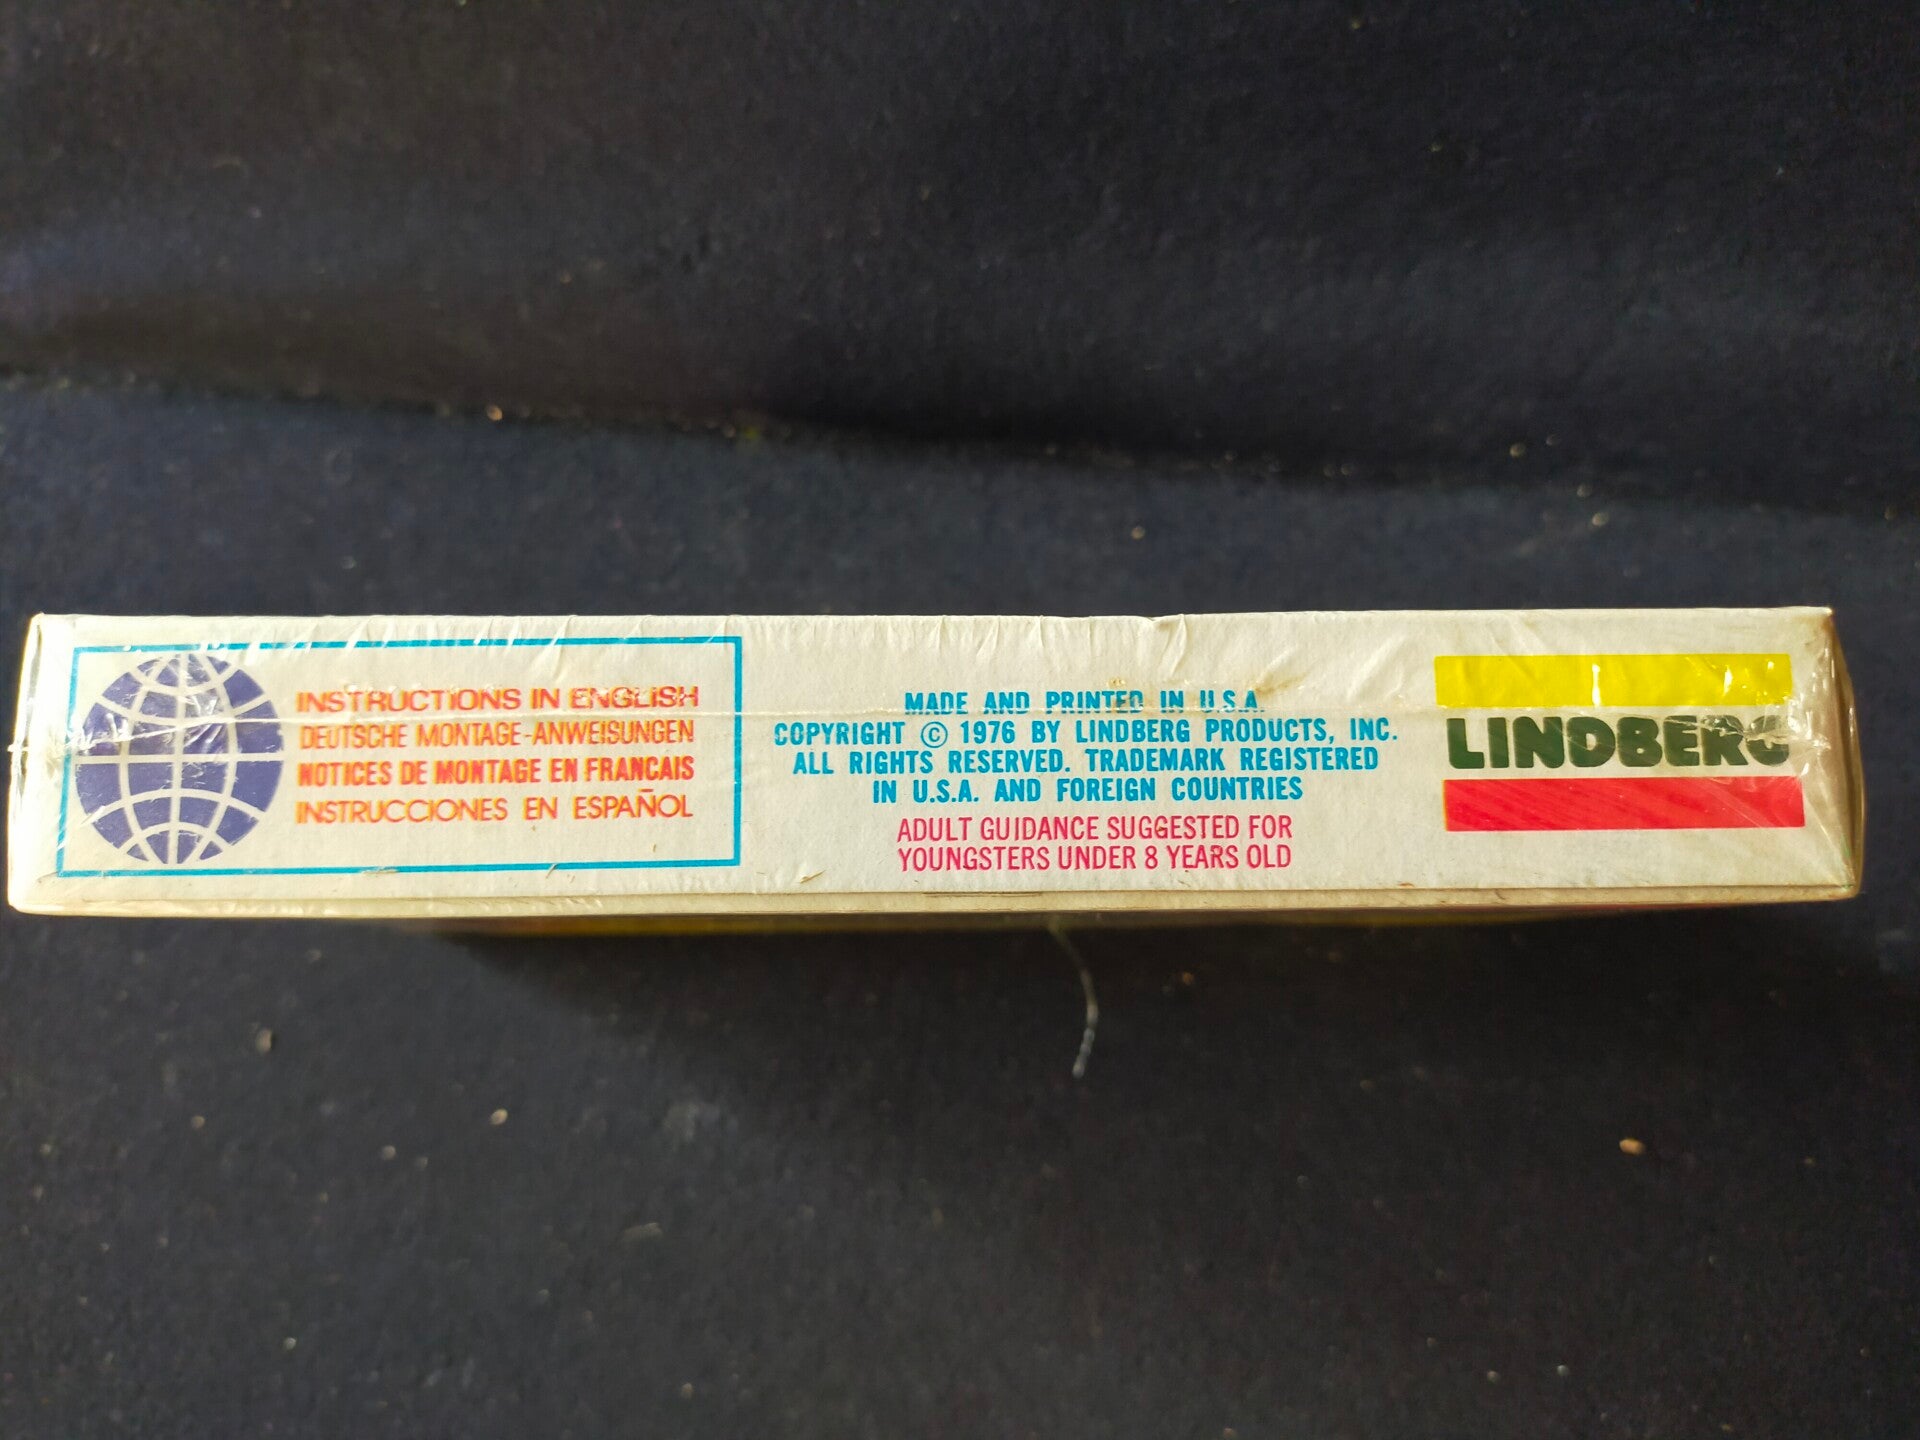 INSTRUCTIONS IN ENGLISH
DEUTSCHE MONTAGE-ANWEISUNGEN
NOTICES DE MONTAGE EN FRANCAIS
INSTRUCCIONES EN ESPAÑOL
MADE AND PRINTED IN U.S.A.
COPYRIGHT © 1976 BY LINDBERG PRODUCTS, INC.
ALL RIGHTS RESERVED. TRADEMARK REGISTERED
IN U.S.A. AND FOREIGN COUNTRIES
ADULT GUIDANCE SUGGESTED FOR
YOUNGSTERS UNDER 8 YEARS OLD
LINDBERG